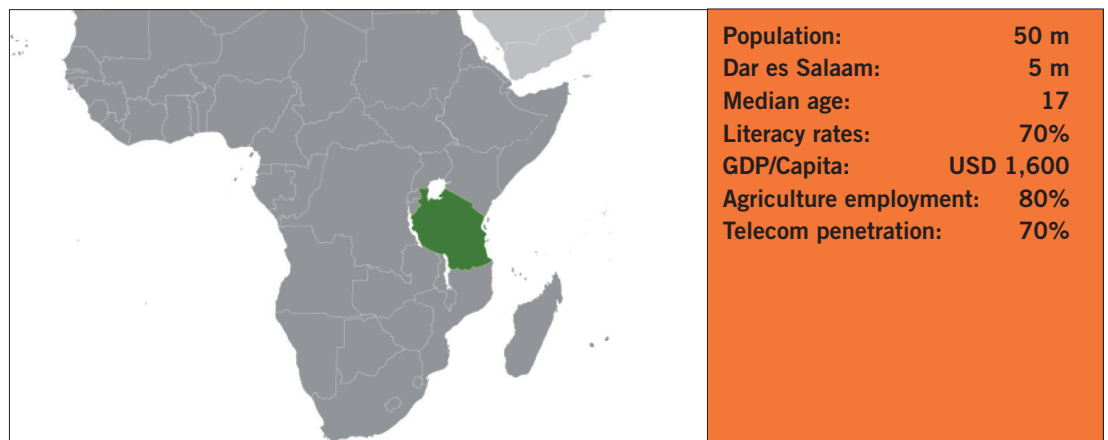 Population: 50 m
Dar es Salaam: 5 m
Median age: 17
Literacy rates: 70%
GDP/Capita: USD 1,600
Agriculture employment: 80%
Telecom penetration: 70%